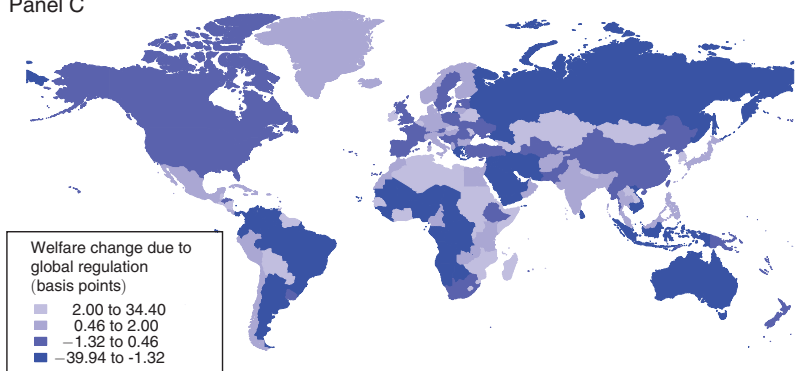 Panel C
Welfare change due to
global regulation
(basis points)
2.00 to 34.40
0.46 to 2.00
−1.32 to 0.46
−39.94 to -1.32